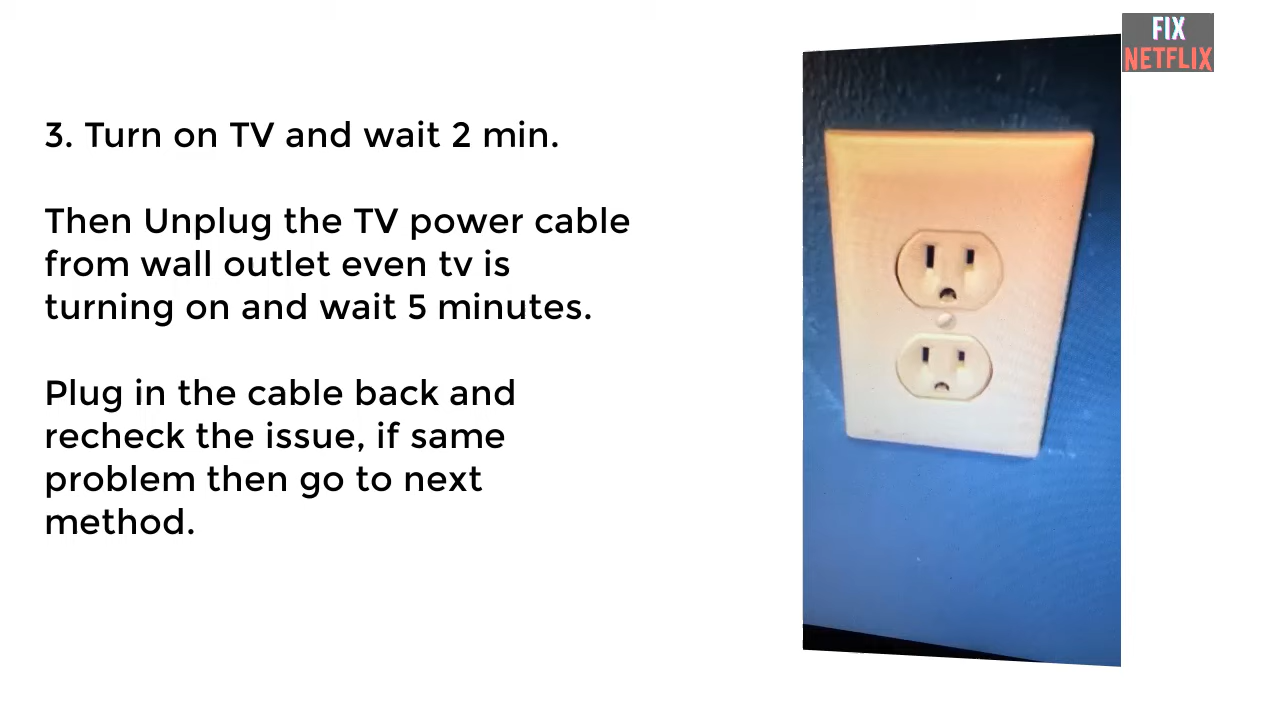 FIX
NETFLIX
3. Turn on TV and wait 2 min.
Then Unplug the TV power cable
from wall outlet even tv is
turning on and wait 5 minutes.
Plug in the cable back and
recheck the issue, if same
problem then go to next
method.